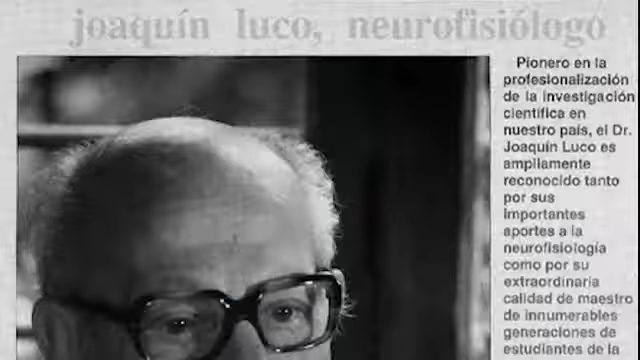 joaquín luco, neurofisiólogo
Pionero en la
profesionalización
de la investigación
científica en
nuestro país, el Dr.
Joaquín Luco es
ampliamente
reconocido tanto
por sus
importantes
aportes a la
neurofisiología
como por su
extraordinaria
calidad de maestro
de innumerables
generaciones de
estudiantes de la